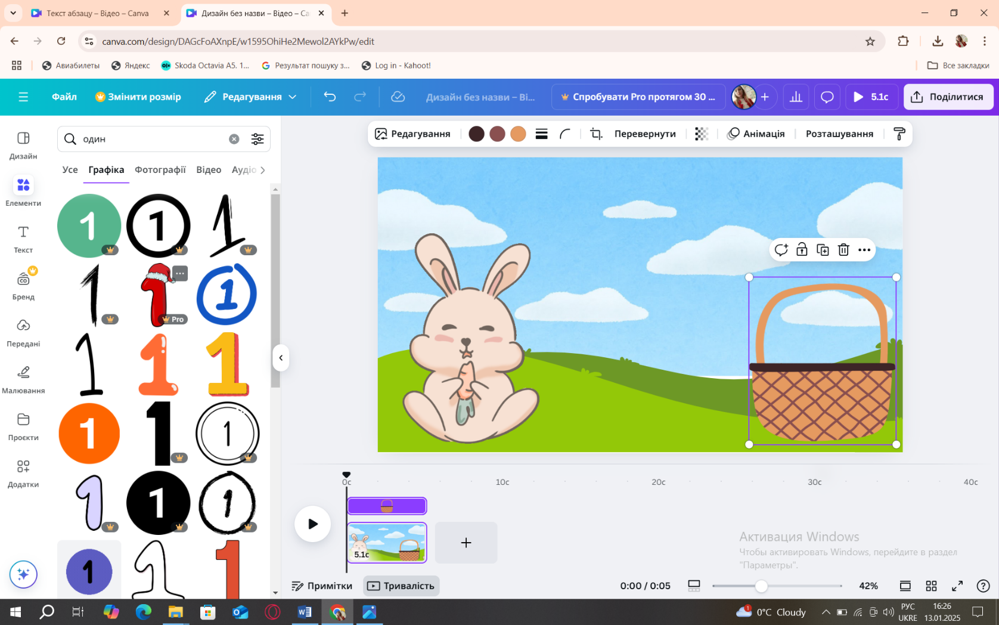 Текст абзацу – Відео – Canva
Дизайн без назви – Відео – Ca
canva.com/design/DAGcFoAXnpE/w1595OhiHe2Mewol2AYkPw/edit
Авиабилеты
Яндекс
Skoda Octavia A5. 1...
Результат пошуку з...
Log in - Kahoot!
Все закладки
Файл
Змінити розмір
Редагування
Дизайн без назви – Ві...
Спробувати Pro протягом 30 ...
5.1с
Поділитися
Дизайн
Елементи
Текст
Бренд
Передані
Малювання
Проєкти
Додатки
один
Усе
Графіка
Фотографії
Відео
Аудіо
1
1
1
1
1
Pro
1
1
1
1
1
1
1
1
1
1
1
1
1
Редагування
Перевернути
Анімація
Розташування
0с
10с
20с
30с
40с
5.1с
Активация Windows
Чтобы активировать Windows, перейдите в раздел
"Параметры".
Примітки
Тривалість
0:00 / 0:05
42%
1
0°C Cloudy
РУС
UKRE
16:26
13.01.2025